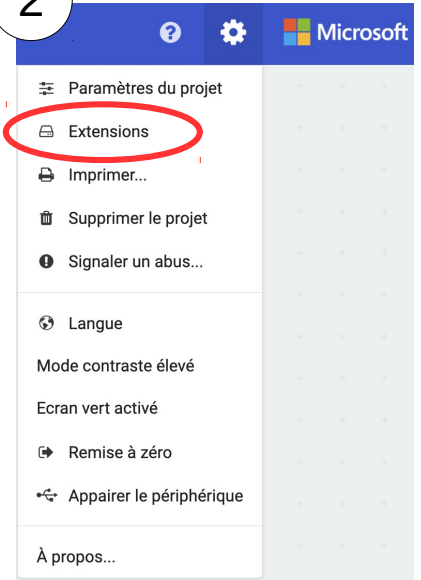 2
? Microsoft
Paramètres du projet
Extensions
Imprimer...
Supprimer le projet
Signaler un abus...
Langue
Mode contraste élevé
Ecran vert activé
Remise à zéro
Appairer le périphérique
À propos...